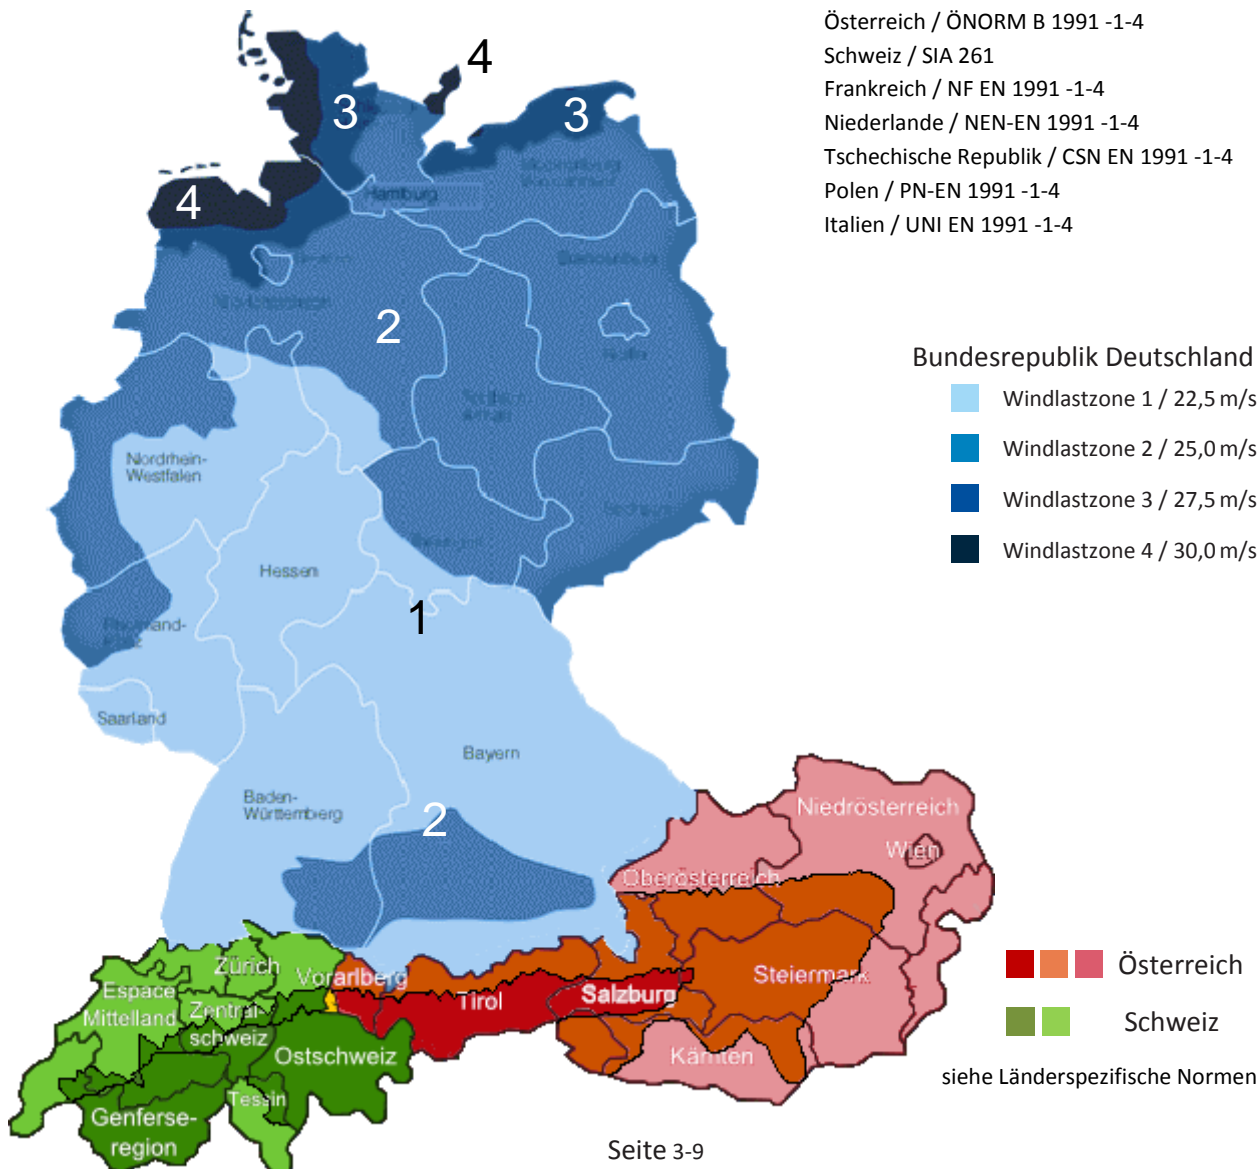 Österreich / ÖNORM B 1991 -1-4
Schweiz / SIA 261
Frankreich / NF EN 1991 -1-4
Niederlande / NEN-EN 1991 -1-4
Tschechische Republik / CSN EN 1991 -1-4
Polen / PN-EN 1991 -1-4
Italien / UNI EN 1991 -1-4
4
3
3
4
Hamburg
2
Bundesrepublik Deutschland
Windlastzone 1 / 22,5 m/s
Windlastzone 2 / 25,0 m/s
Windlastzone 3 / 27,5 m/s
Windlastzone 4 / 30,0 m/s
Nordrhein-
Westfalen
Hessen
1
Saarland
Bayern
Baden-
Württemberg
2
Niedrösterreich
Wien
Oberösterreich
Zürich
Vorarlberg
Tirol
Salzburg
Steiermark
Espace
Mittelland
Zentral-
schweiz
Ostschweiz
Kärnten
Tessin
Genferse-
region
Österreich
Schweiz
siehe Länderspezifische Normen
Seite 3-9